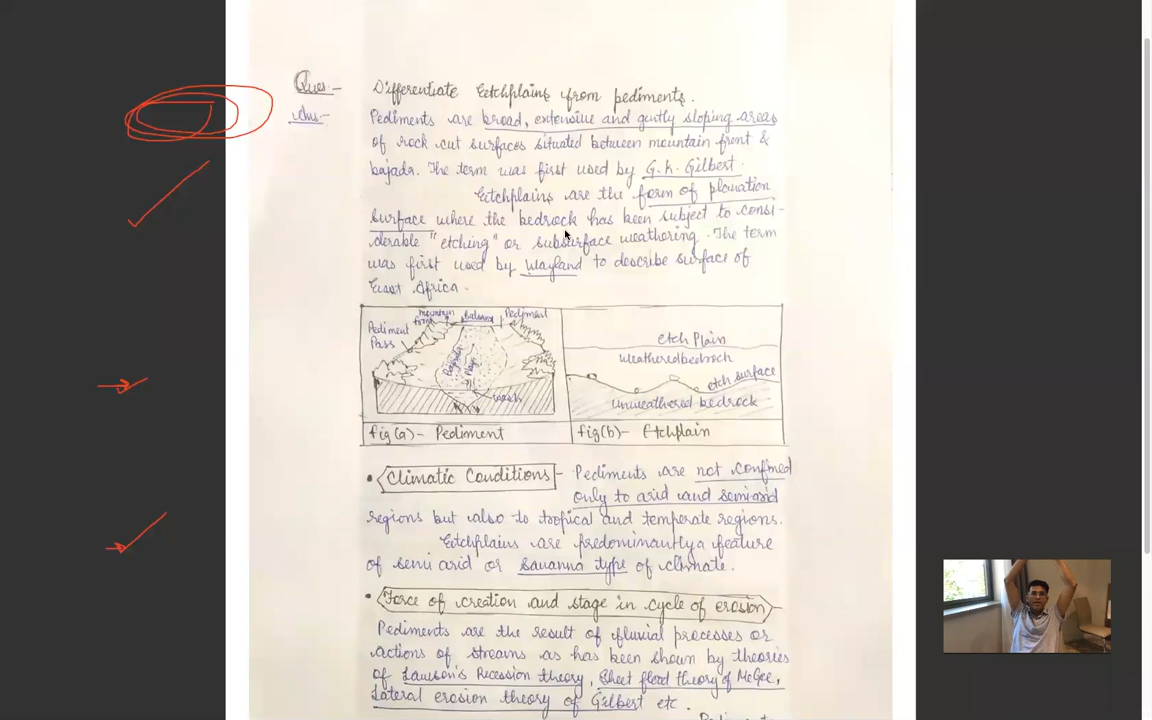 Ques- Differentiate Etchplains from pediments.
Ans:- Pediments are broad, extensive and gently sloping areas
of rock cut surfaces situated between mountain front &
bajada. The term was first used by G.K. Gilbert.
Etchplains are the form of planation
surface where the bedrock has been subject to consi-
derable "etching" or subsurface weathering. The term
was first used by Wayland to describe surface of
East Africa.
mountain front
Balsans
Pediment
Pediment
Pass
Bajada
Playa
Etch Plain
weathered bedroch
etch surface
unweathered bedrock
fig(a)- Pediment
fig(b)- Etchplain
• Climatic Conditions - Pediments are not confined
only to arid and semi-arid
regions but also to tropical and temperate regions.
Etchplains are predominantly a feature
of semi arid or savanna type of climate.
• Force of creation and stage in cycle of erosion-
Pediments are the result of fluvial processes or
actions of streams as has been shown by theories
of Lawson's Recession theory, Sheet flood theory of McGee,
Lateral erosion theory of Gilbert etc.